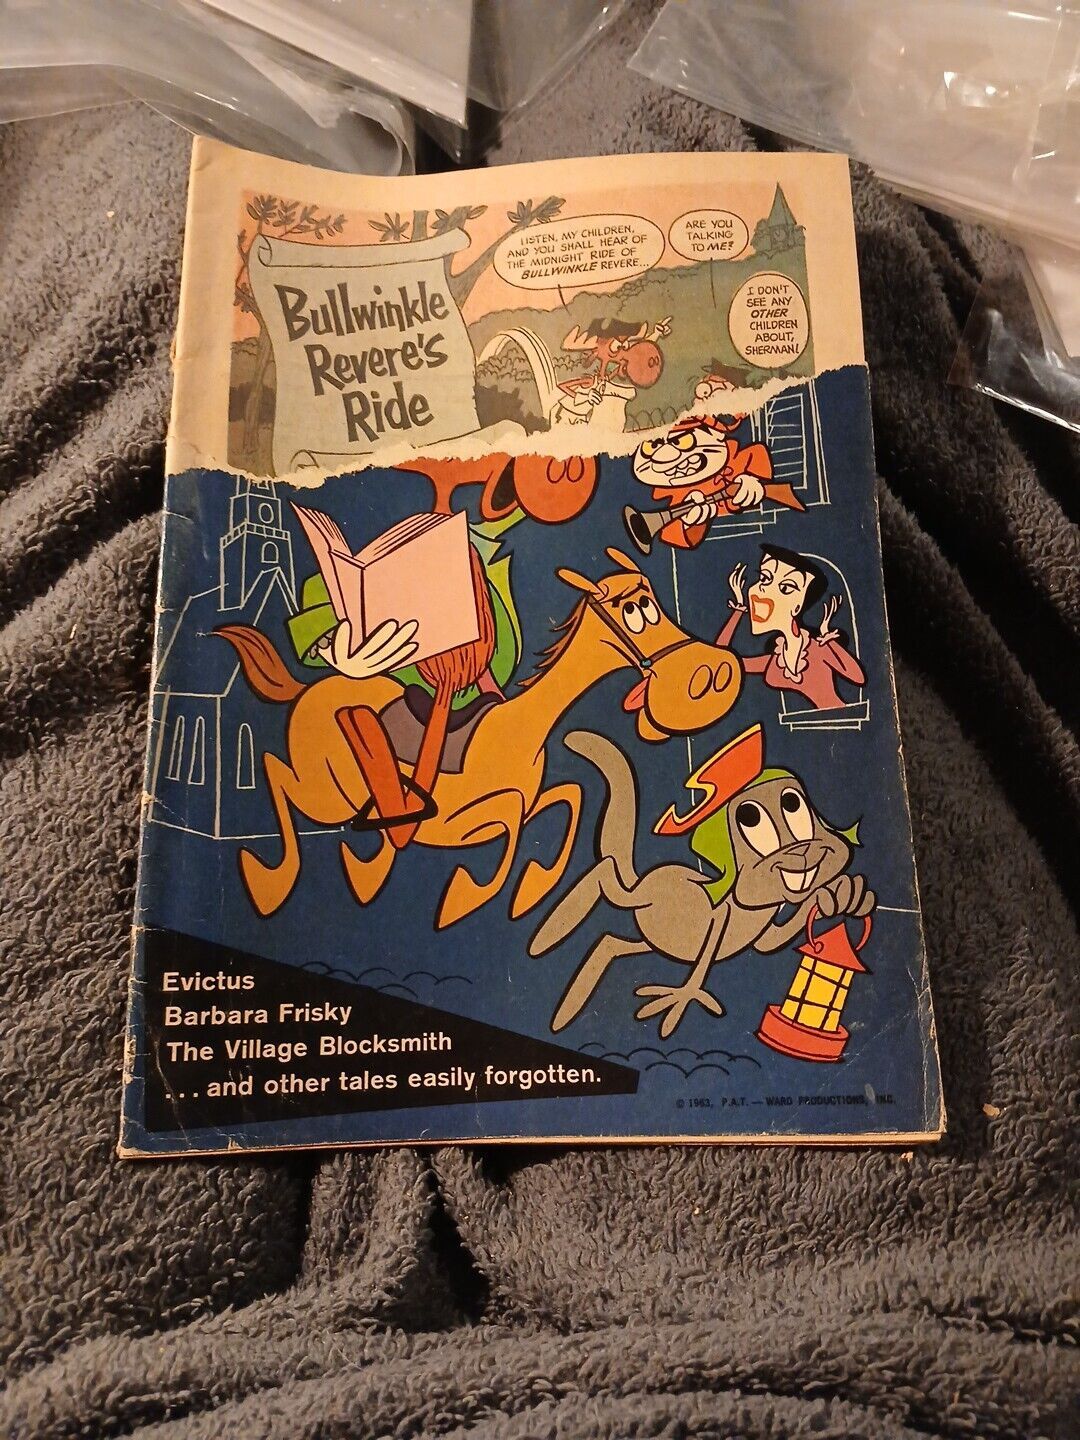 Bullwinkle
Revere's
Ride
LISTEN, MY CHILDREN,
AND YOU SHALL HEAR OF
THE MIDNIGHT RIDE OF
BULLWINKLE REVERE...
ARE YOU
TALKING
TO ME?
I DON'T
SEE ANY
OTHER
CHILDREN
ABOUT,
SHERMAN!
Evictus
Barbara Frisky
The Village Blocksmith
...and other tales easily forgotten.
© 1963, P.A.T. — WARD PRODUCTIONS, INC.